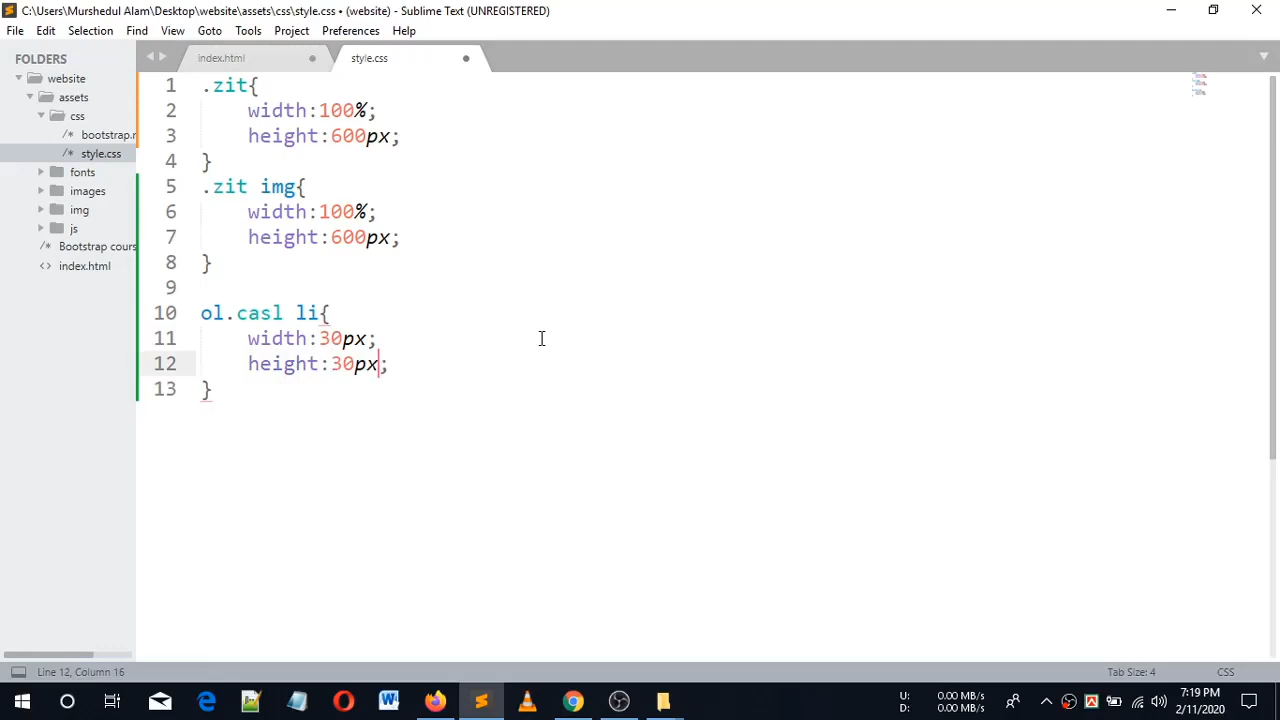 C:\Users\Murshedul Alam\Desktop\website\assets\css\style.css • (website) - Sublime Text (UNREGISTERED)
File Edit Selection Find View Goto Tools Project Preferences Help
FOLDERS
website
assets
css
/* bootstrap.r
/* style.css
fonts
images
img
js
/* Bootstrap cours
<> index.html
index.html
style.css
1 .zit{
2 width:100%;
3 height:600px;
4 }
5 .zit img{
6 width:100%;
7 height:600px;
8 }
9
10 ol.casl li{
11 width:30px;
12 height:30px;
13 }
Line 12, Column 16
Tab Size: 4
CSS
U: 0.00 MB/s
D: 0.00 MB/s
7:19 PM
2/11/2020